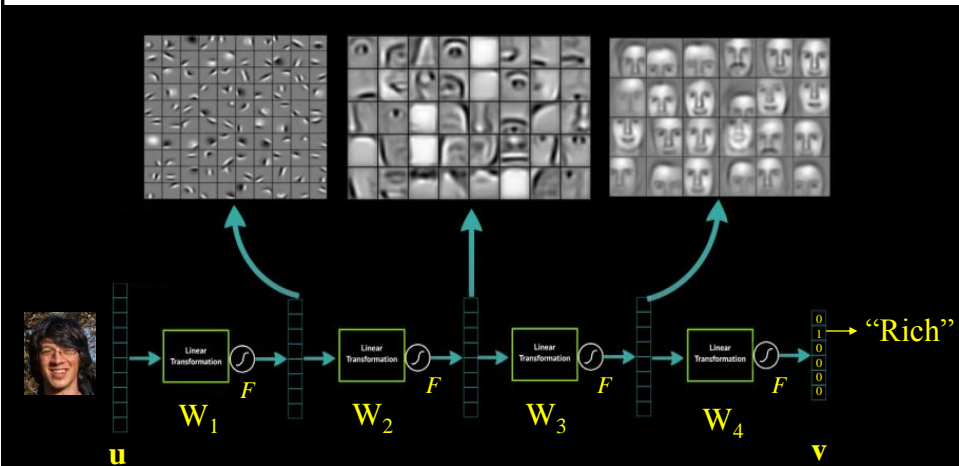 Linear
Transformation
F
W1
Linear
Transformation
F
W2
Linear
Transformation
F
W3
Linear
Transformation
F
W4
0
1
0
0
0
0
“Rich”
u
v